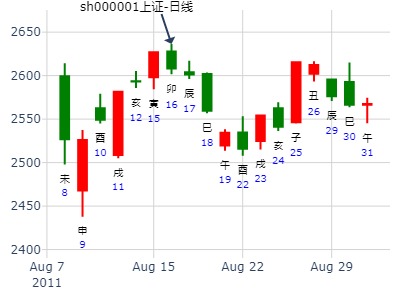 sh000001上证-日线
2650
2600
2550
2500
2450
2400
未
8
申
9
酉
10
戌
11
亥
12
寅
15
卯
16
辰
17
巳
18
午
19
酉
22
戌
23
亥
24
子
25
丑
26
辰
29
巳
30
午
31
Aug 7
2011
Aug 15
Aug 22
Aug 29